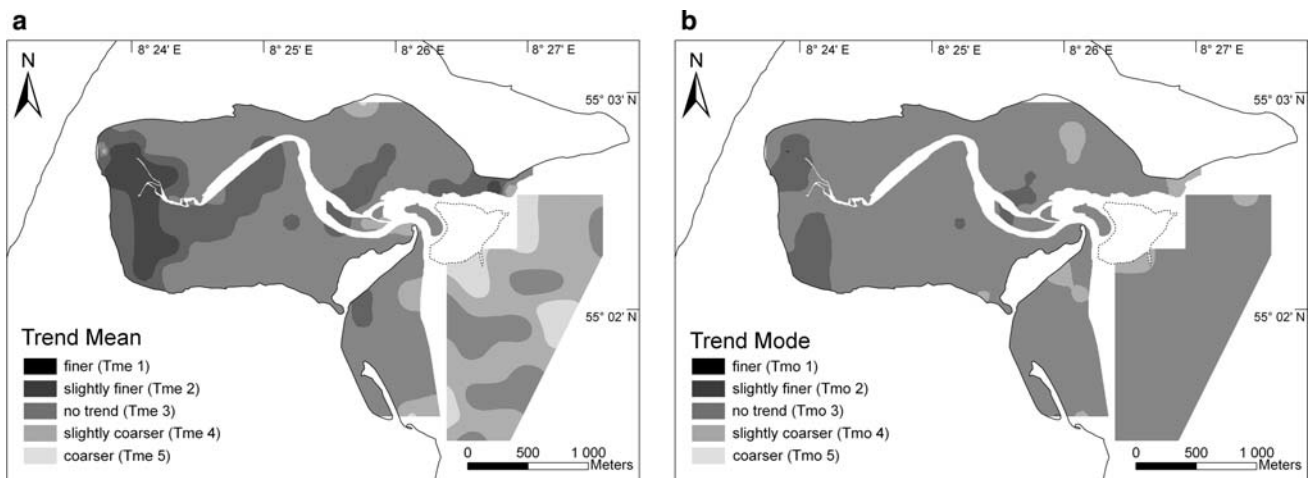 a
8° 24' E 8° 25' E 8° 26' E 8° 27' E
N
55° 03' N
55° 02' N
Trend Mean
finer (Tme 1)
slightly finer (Tme 2)
no trend (Tme 3)
slightly coarser (Tme 4)
coarser (Tme 5)
0 500 1 000
Meters
b
8° 24' E 8° 25' E 8° 26' E 8° 27' E
N
55° 03' N
55° 02' N
Trend Mode
finer (Tmo 1)
slightly finer (Tmo 2)
no trend (Tmo 3)
slightly coarser (Tmo 4)
coarser (Tmo 5)
0 500 1 000
Meters